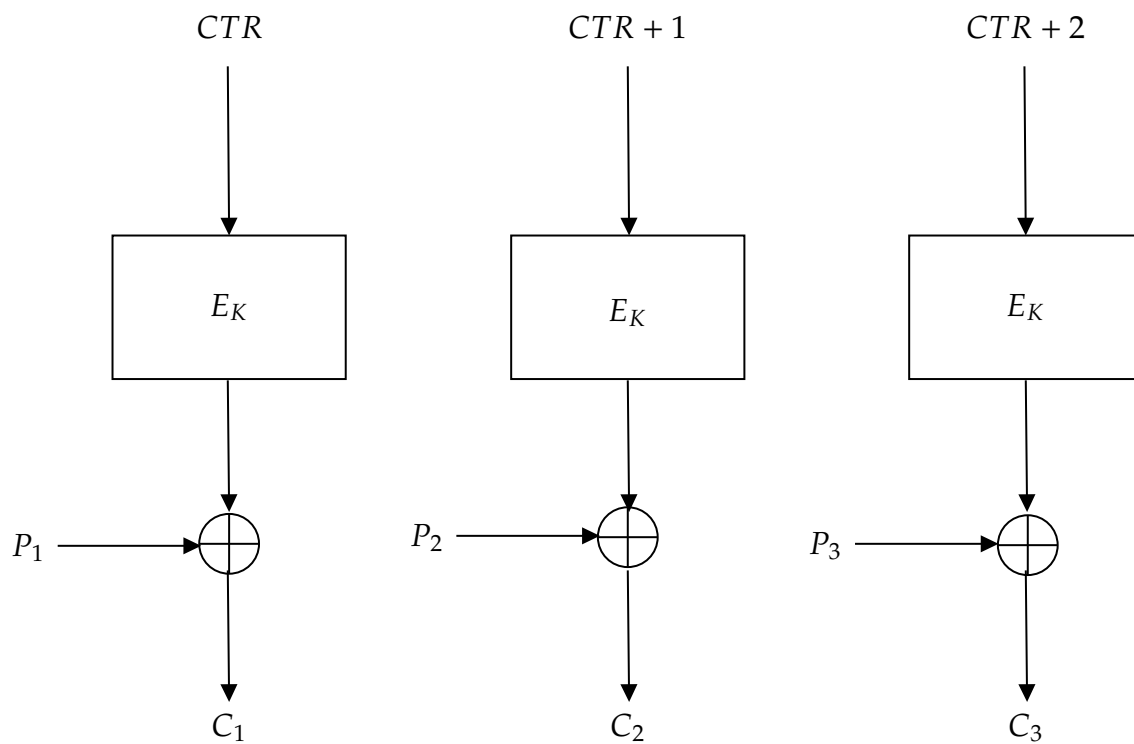 CTR CTR + 1 CTR + 2
E_K E_K E_K
P_1 P_2 P_3
C_1 C_2 C_3